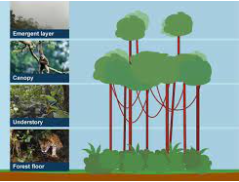 Emergent layer
Canopy
Understory
Forest floor